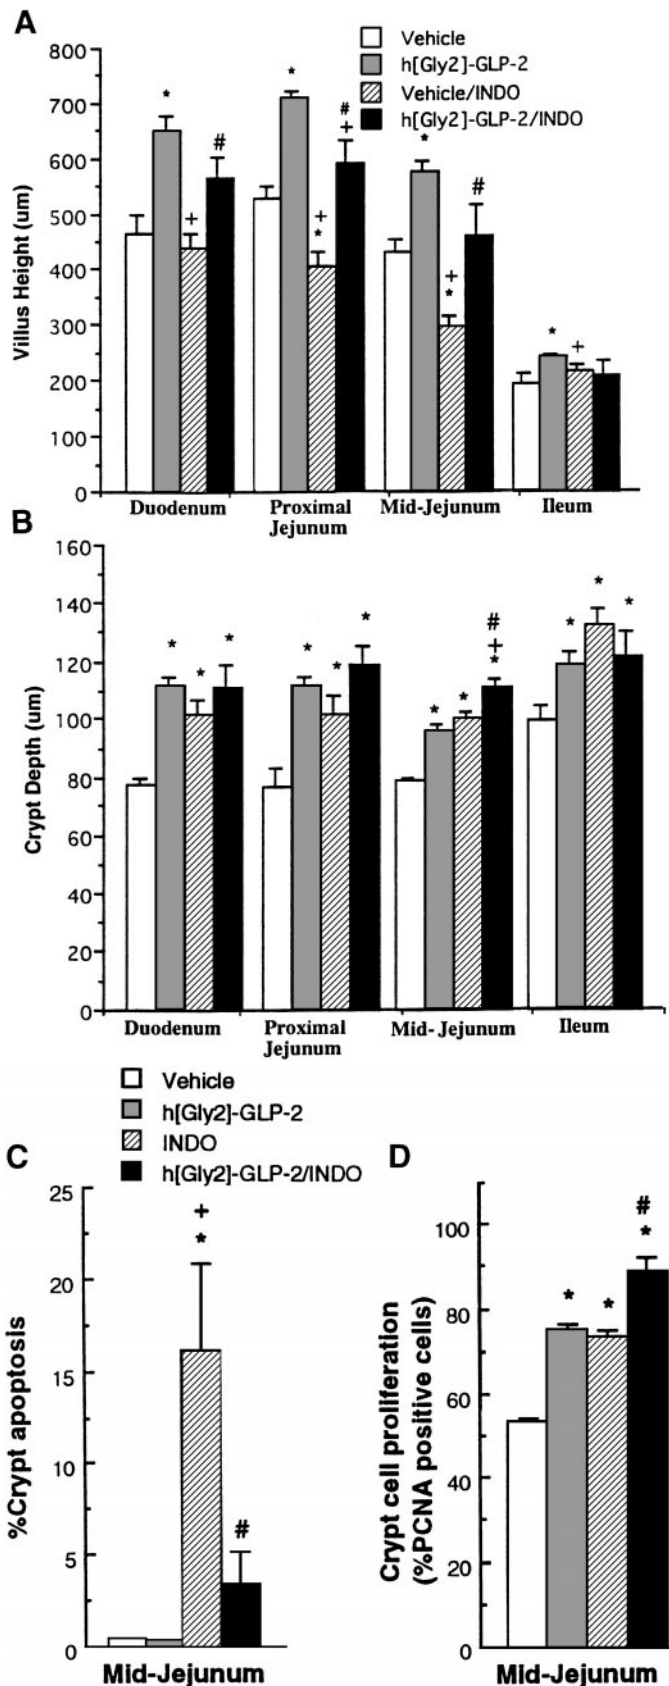 A
Vehicle
h[Gly2]-GLP-2
Vehicle/INDO
h[Gly2]-GLP-2/INDO
Villus Height (um)
800
700
600
500
400
300
200
100
0
* + # * + * # + * + * # * +
Duodenum Proximal Jejunum Mid-Jejunum Ileum
B
Crypt Depth (um)
160
140
120
100
80
60
40
20
0
* * * * * * * * # + * * * *
Duodenum Proximal Jejunum Mid- Jejunum Ileum
Vehicle
h[Gly2]-GLP-2
INDO
h[Gly2]-GLP-2/INDO
C
%Crypt apoptosis
25
20
15
10
5
0
+
*
#
Mid-Jejunum
D
Crypt cell proliferation
(%PCNA positive cells)
100
80
60
40
20
0
* * # *
Mid-Jejunum